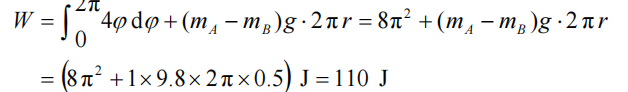 W = ∫₀^{2π} 4φ dφ + (m_A − m_B)g · 2πr = 8π² + (m_A − m_B)g · 2πr
= (8π² + 1×9.8×2π×0.5) J = 110 J